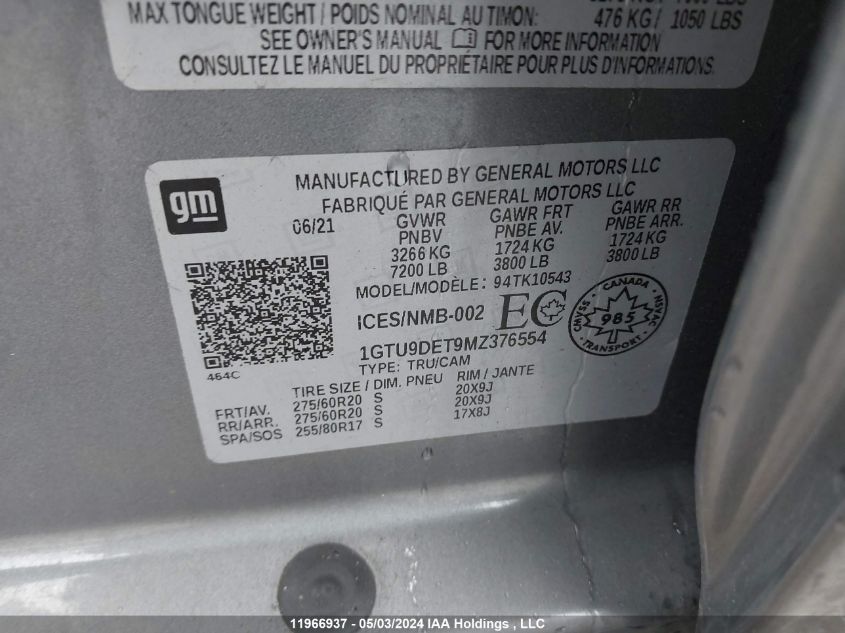 MAX TONGUE WEIGHT / POIDS NOMINAL AU TIMON: 476 KG / 1050 LBS
SEE OWNER'S MANUAL FOR MORE INFORMATION
CONSULTEZ LE MANUEL DU PROPRIÉTAIRE POUR PLUS D'INFORMATIONS.
gm
MANUFACTURED BY GENERAL MOTORS LLC
FABRIQUÉ PAR GENERAL MOTORS LLC
06/21 GVWR GAWR FRT GAWR RR
PNBV PNBE AV. PNBE ARR.
3266 KG 1724 KG 1724 KG
7200 LB 3800 LB 3800 LB
MODEL/MODÈLE: 94TK10543
ICES/NMB-002 EC
CANADA
985
TRANSPORT
NSVAC
CMVSS
1GTU9DET9MZ376554
TYPE: TRU/CAM
464C
TIRE SIZE / DIM. PNEU RIM / JANTE
FRT/AV. 275/60R20 S 20X9J
RR/ARR. 275/60R20 S 20X9J
SPA/SOS 255/80R17 S 17X8J
11966937 - 05/03/2024 IAA Holdings, LLC